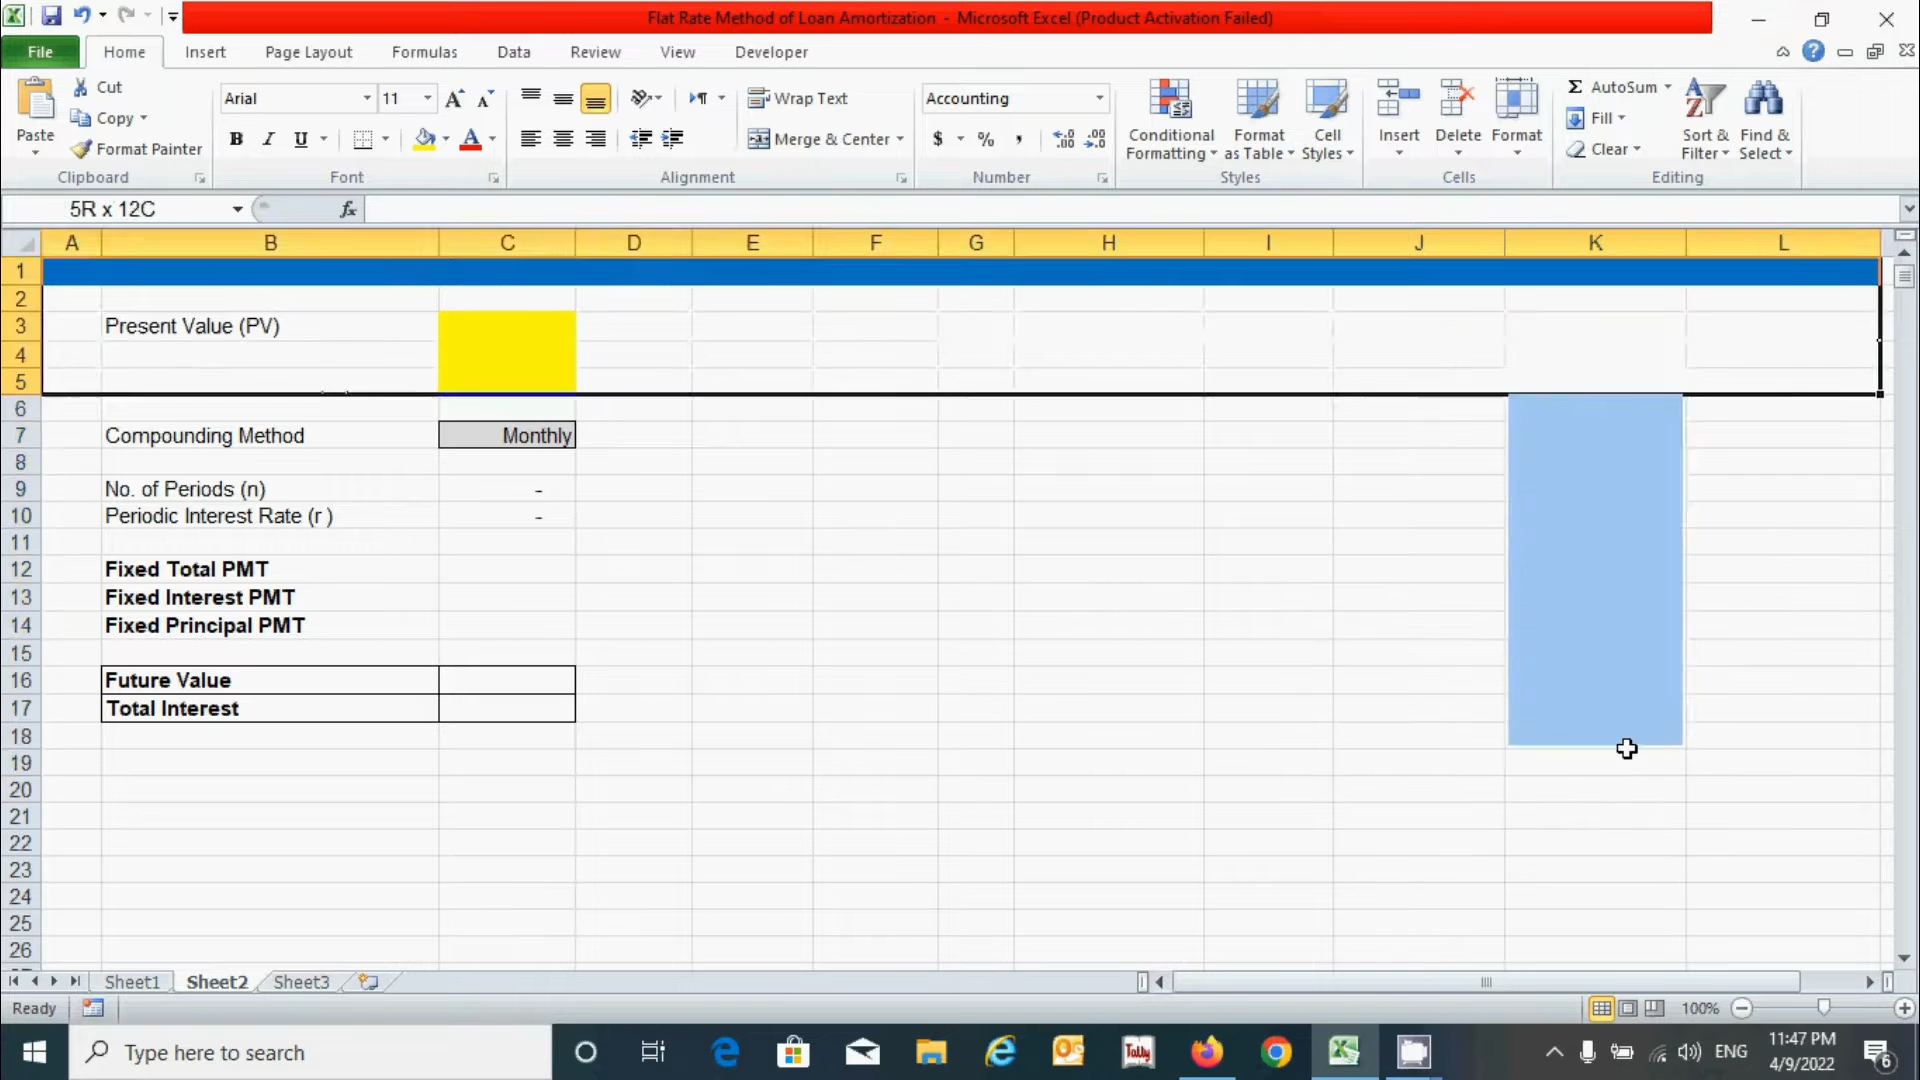 Flat Rate Method of Loan Amortization - Microsoft Excel (Product Activation Failed)
File Home Insert Page Layout Formulas Data Review View Developer
Paste
Cut
Copy
Format Painter
Clipboard
Arial 11
B I U
Font
Wrap Text
Merge & Center
Alignment
Accounting
$ % ,
Number
Conditional Formatting
Format as Table
Cell Styles
Styles
Insert Delete Format
Cells
AutoSum
Fill
Clear
Sort & Filter
Find & Select
Editing
5R x 12C fx
A B C D E F G H I J K L
1
2
3 Present Value (PV)
4
5
6
7 Compounding Method Monthly
8
9 No. of Periods (n) -
10 Periodic Interest Rate (r ) -
11
12 Fixed Total PMT
13 Fixed Interest PMT
14 Fixed Principal PMT
15
16 Future Value
17 Total Interest
18
19
20
21
22
23
24
25
26
Sheet1 Sheet2 Sheet3
Ready 100%
Type here to search
Tally
ENG
11:47 PM
4/9/2022
6